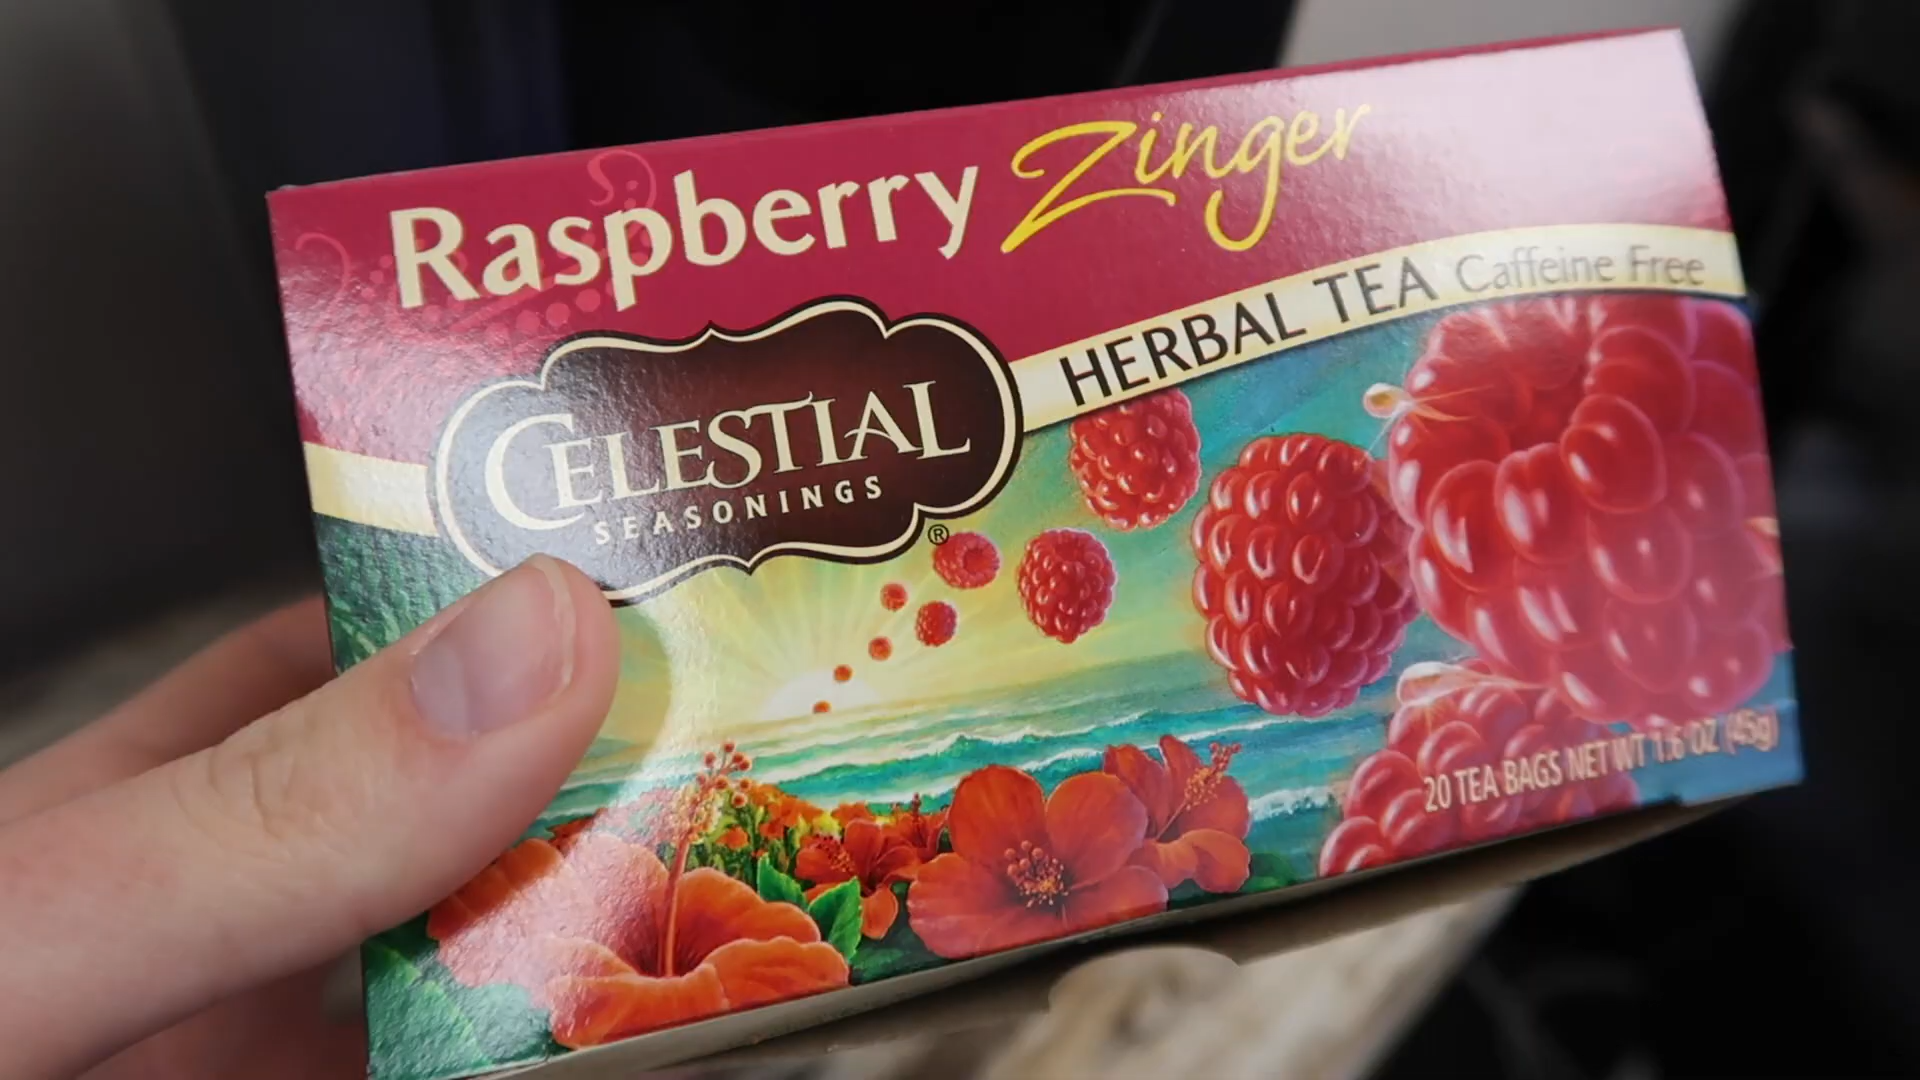 Raspberry Zinger
HERBAL TEA Caffeine Free
CELESTIAL
SEASONINGS®
20 TEA BAGS NET WT 1.6 OZ (45g)